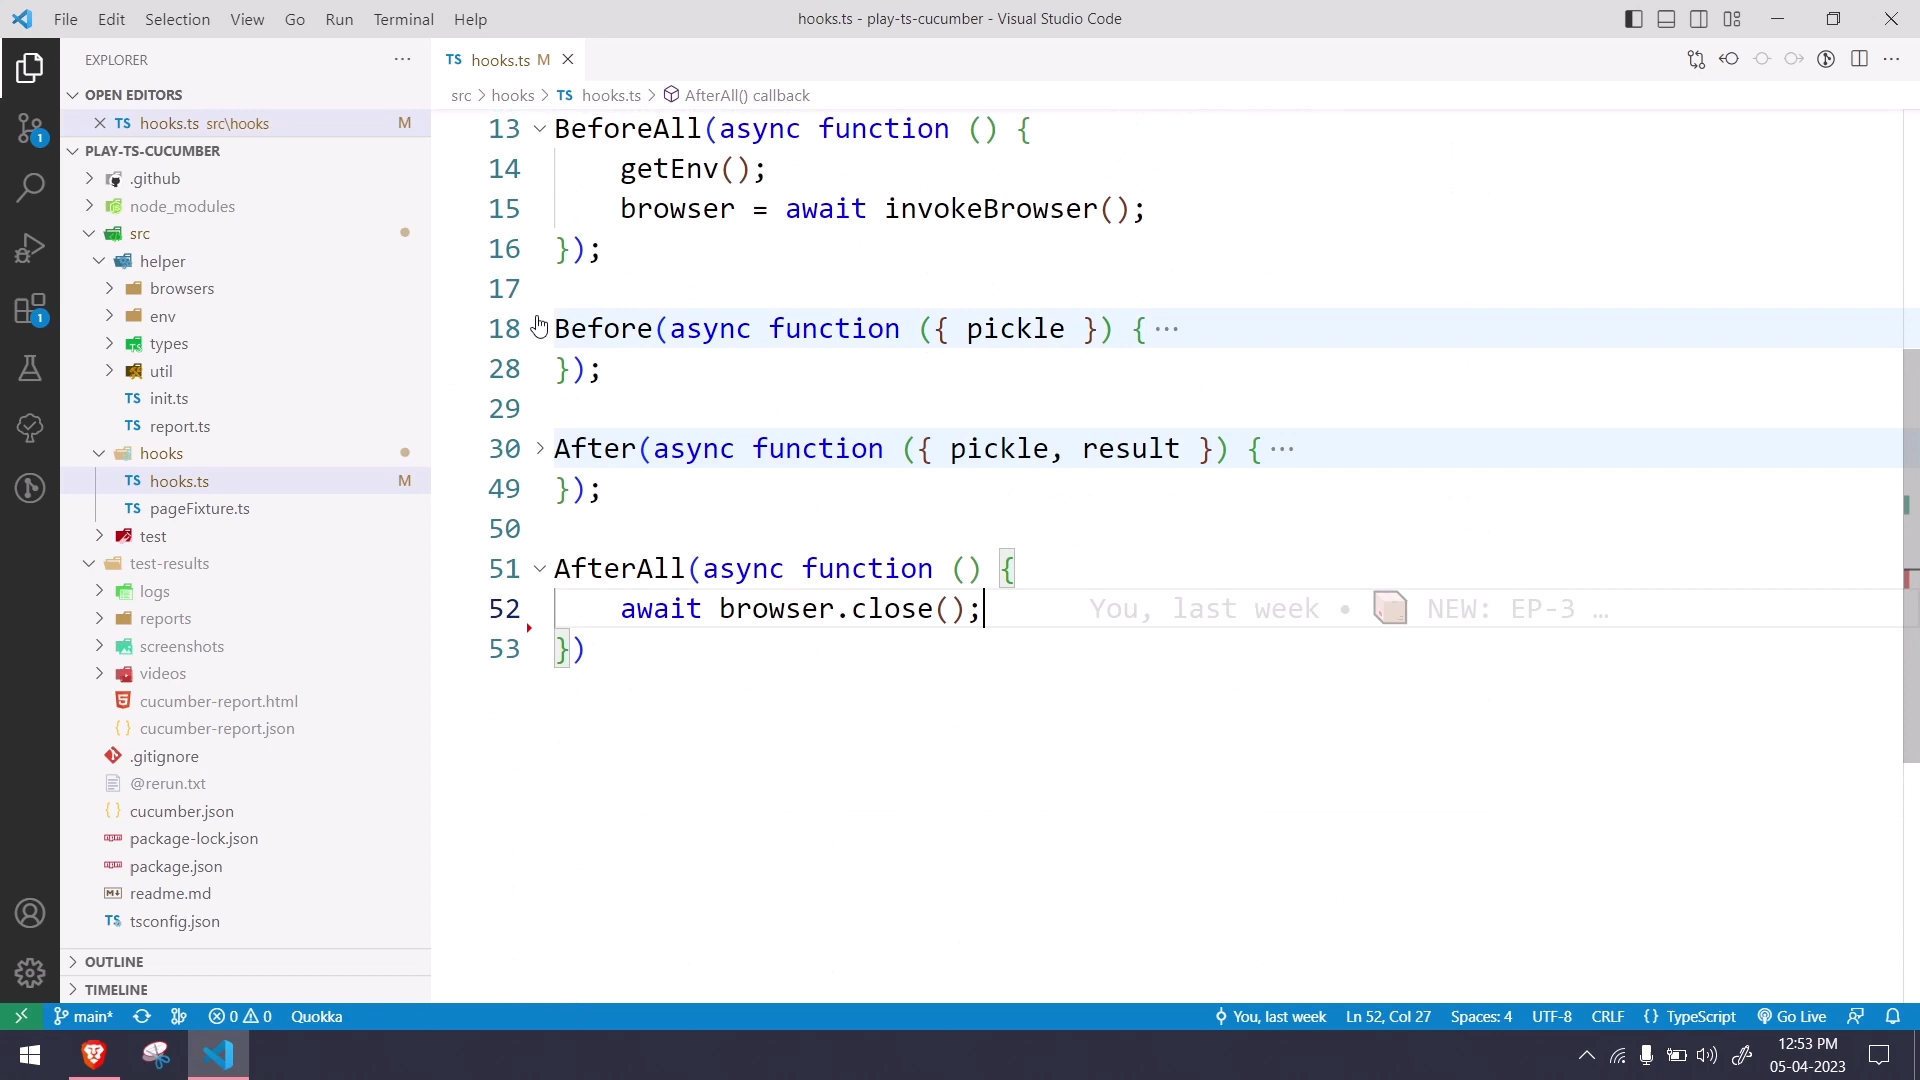 File Edit Selection View Go Run Terminal Help
hooks.ts - play-ts-cucumber - Visual Studio Code
EXPLORER
OPEN EDITORS
TS hooks.ts src\hooks M
PLAY-TS-CUCUMBER
.github
node_modules
src
helper
browsers
env
types
util
TS init.ts
TS report.ts
hooks
TS hooks.ts M
TS pageFixture.ts
test
test-results
logs
reports
screenshots
videos
cucumber-report.html
{} cucumber-report.json
.gitignore
@rerun.txt
{} cucumber.json
package-lock.json
package.json
readme.md
TS tsconfig.json
OUTLINE
TIMELINE
1
1
TS hooks.ts M
src > hooks > TS hooks.ts > AfterAll() callback
13 BeforeAll(async function () {
14 getEnv();
15 browser = await invokeBrowser();
16 });
17
18 Before(async function ({ pickle }) {···
28 });
29
30 After(async function ({ pickle, result }) {···
49 });
50
51 AfterAll(async function () {
52 await browser.close(); You, last week • NEW: EP-3 …
53 })
main* 0 0 Quokka
You, last week Ln 52, Col 27 Spaces: 4 UTF-8 CRLF {} TypeScript Go Live
12:53 PM
05-04-2023